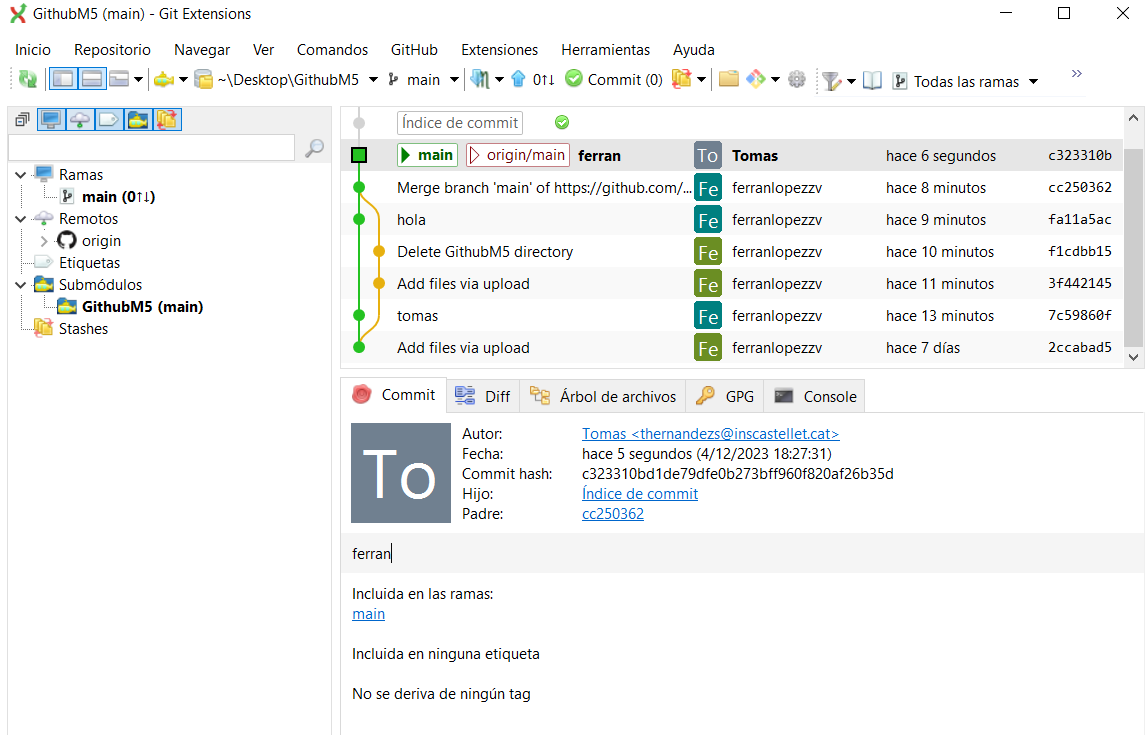 GithubM5 (main) - Git Extensions
Inicio Repositorio Navegar Ver Comandos GitHub Extensiones Herramientas Ayuda
~\Desktop\GithubM5 main 0↑↓ Commit (0) Todas las ramas »
Índice de commit
main origin/main ferran To Tomas hace 6 segundos c323310b
Merge branch 'main' of https://github.com/... Fe ferranlopezzv hace 8 minutos cc250362
hola Fe ferranlopezzv hace 9 minutos fa11a5ac
Delete GithubM5 directory Fe ferranlopezzv hace 10 minutos f1cdbb15
Add files via upload Fe ferranlopezzv hace 11 minutos 3f442145
tomas Fe ferranlopezzv hace 13 minutos 7c59860f
Add files via upload Fe ferranlopezzv hace 7 días 2ccabad5
Ramas
main (0↑↓)
Remotos
origin
Etiquetas
Submódulos
GithubM5 (main)
Stashes
Commit Diff Árbol de archivos GPG Console
To
Autor: Tomas <thernandezs@inscastellet.cat>
Fecha: hace 5 segundos (4/12/2023 18:27:31)
Commit hash: c323310bd1de79dfe0b273bff960f820af26b35d
Hijo: Índice de commit
Padre: cc250362
ferran
Incluida en las ramas:
main
Incluida en ninguna etiqueta
No se deriva de ningún tag